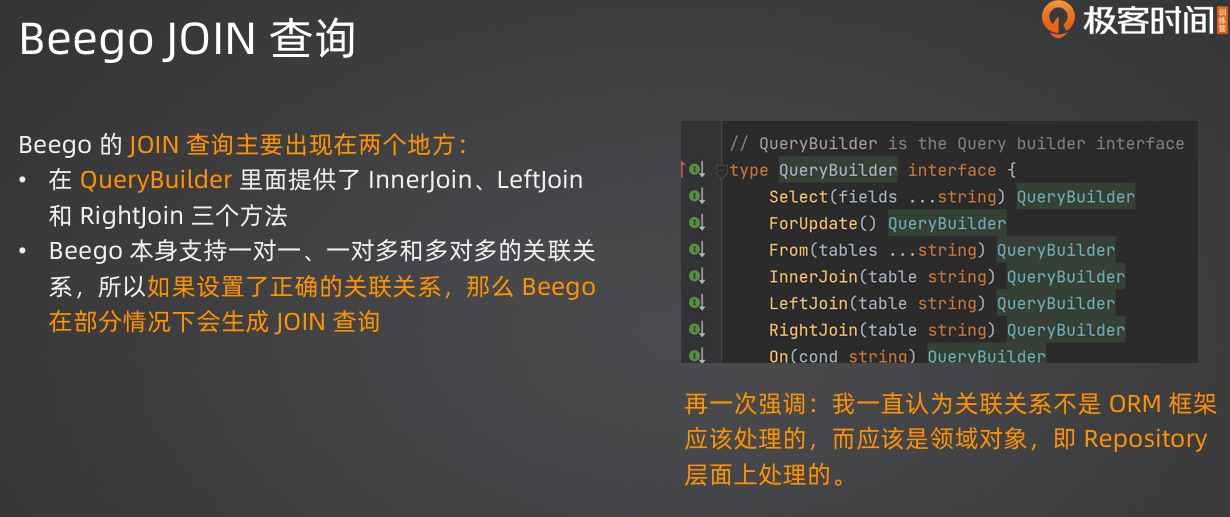 Beego JOIN 查询
极客时间
训练营
Beego 的 JOIN 查询主要出现在两个地方：
• 在 QueryBuilder 里面提供了 InnerJoin、LeftJoin
和 RightJoin 三个方法
• Beego 本身支持一对一、一对多和多对多的关联关
系，所以如果设置了正确的关联关系，那么 Beego
在部分情况下会生成 JOIN 查询
// QueryBuilder is the Query builder interface
type QueryBuilder interface {
Select(fields ...string) QueryBuilder
ForUpdate() QueryBuilder
From(tables ...string) QueryBuilder
InnerJoin(table string) QueryBuilder
LeftJoin(table string) QueryBuilder
RightJoin(table string) QueryBuilder
On(cond string) QueryBuilder
再一次强调：我一直认为关联关系不是 ORM 框架
应该处理的，而应该是领域对象，即 Repository
层面上处理的。